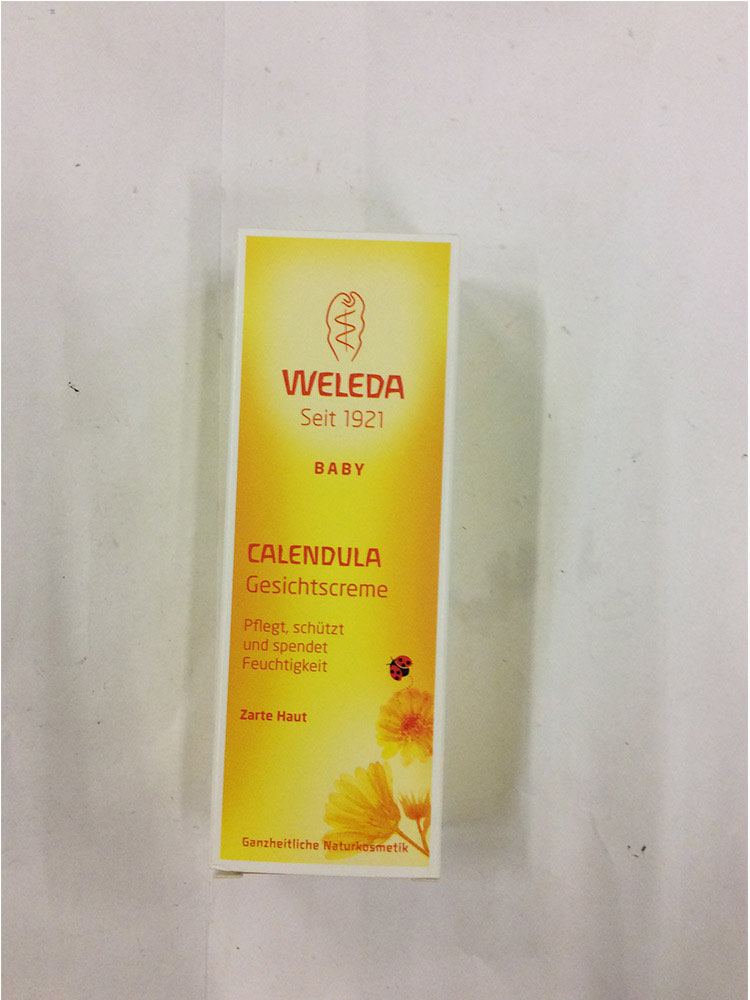 WELEDA
Seit 1921
BABY
CALENDULA
Gesichtscreme
Pflegt, schützt
und spendet
Feuchtigkeit
Zarte Haut
Ganzheitliche Naturkosmetik